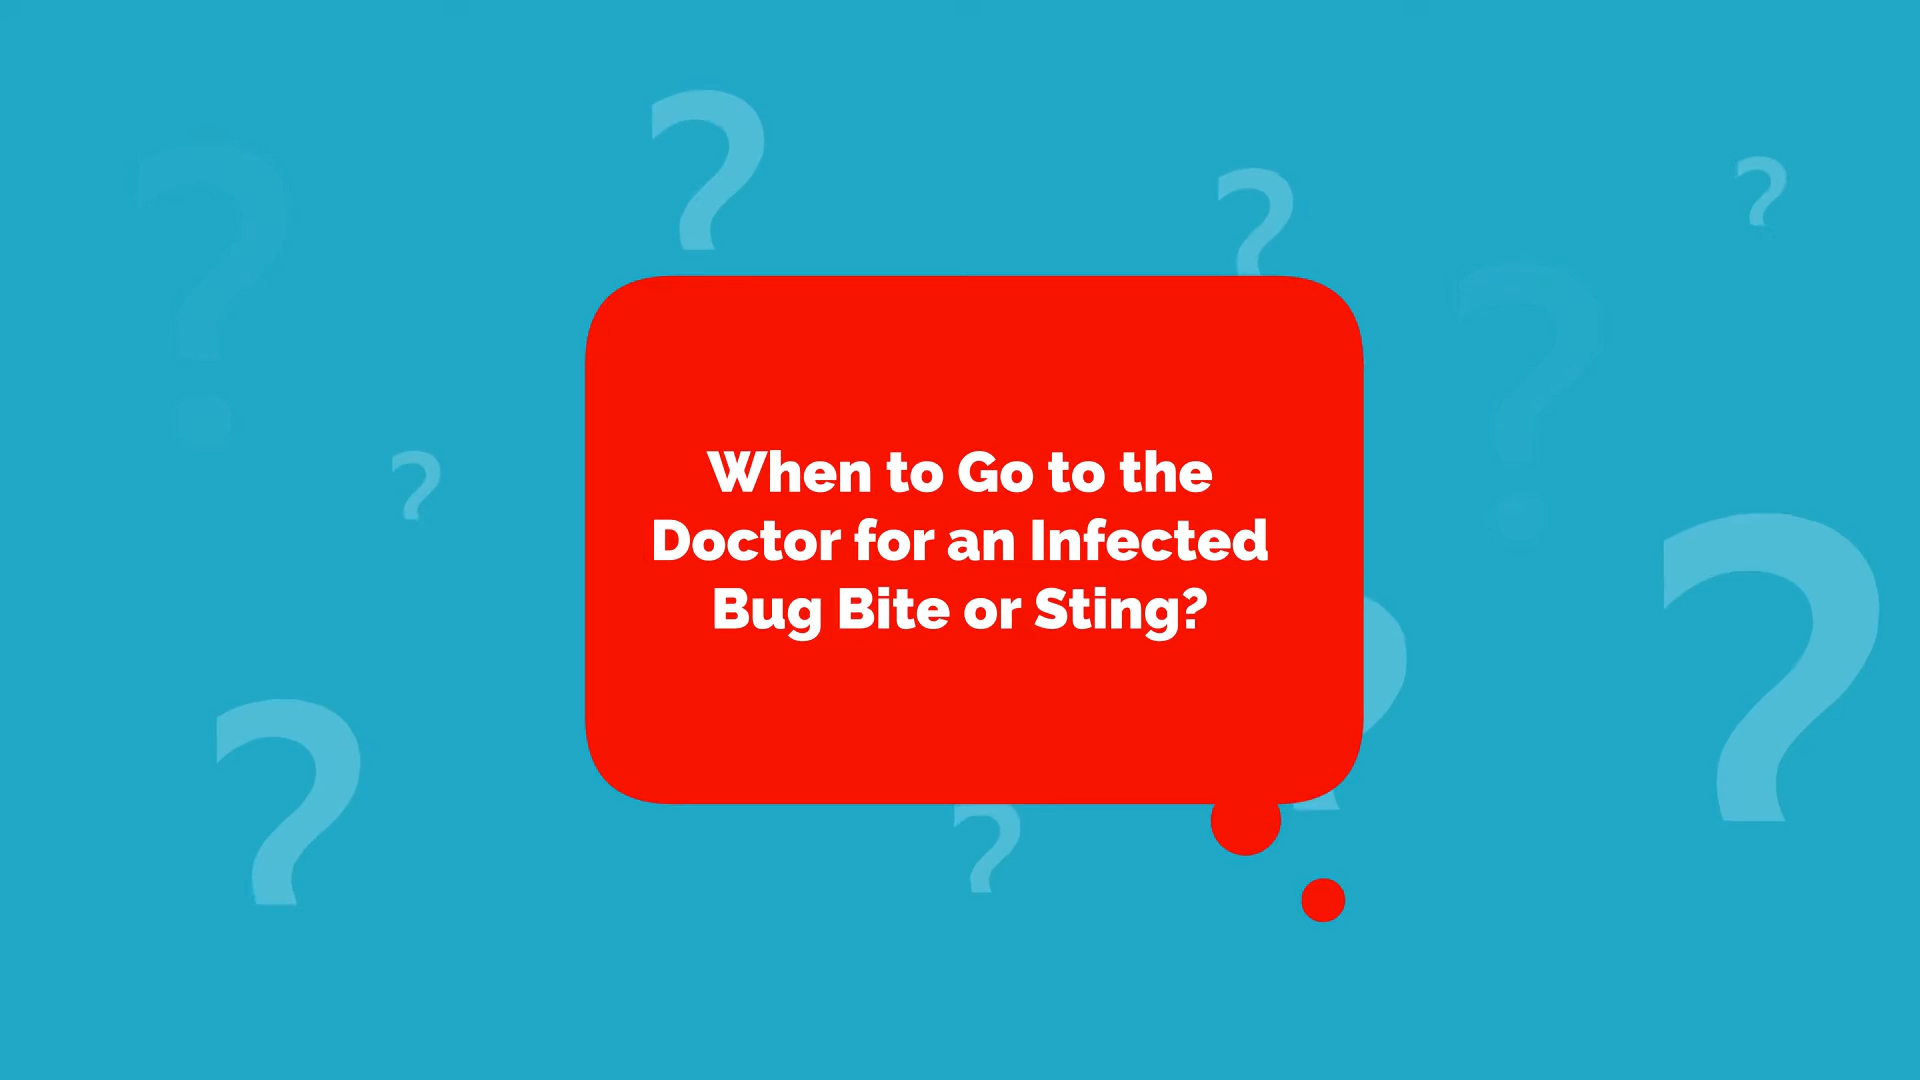 When to Go to the
Doctor for an Infected
Bug Bite or Sting?